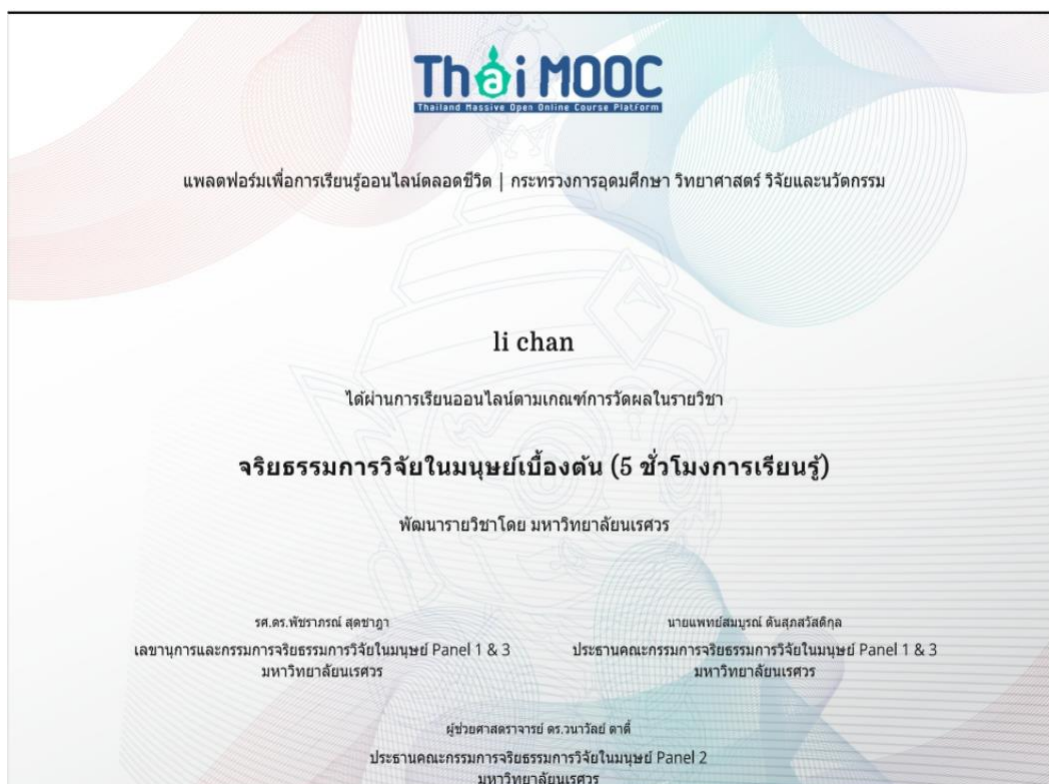 Thai MOOC
Thailand Massive Open Online Course Platform
แพลตฟอร์มเพื่อการเรียนรู้ออนไลน์ตลอดชีวิต | กระทรวงการอุดมศึกษา วิทยาศาสตร์ วิจัยและนวัตกรรม
li chan
ได้ผ่านการเรียนออนไลน์ตามเกณฑ์การวัดผลในรายวิชา
จริยธรรมการวิจัยในมนุษย์เบื้องต้น (5 ชั่วโมงการเรียนรู้)
พัฒนารายวิชาโดย มหาวิทยาลัยนเรศวร
รศ.ดร.พัชราภรณ์ สุดชาฎา
เลขานุการและกรรมการจริยธรรมการวิจัยในมนุษย์ Panel 1 & 3
มหาวิทยาลัยนเรศวร
นายแพทย์สมบูรณ์ ตันสุภสวัสดิกุล
ประธานคณะกรรมการจริยธรรมการวิจัยในมนุษย์ Panel 1 & 3
มหาวิทยาลัยนเรศวร
ผู้ช่วยศาสตราจารย์ ดร.วนาวัลย์ ดาตี้
ประธานคณะกรรมการจริยธรรมการวิจัยในมนุษย์ Panel 2
มหาวิทยาลัยนเรศวร